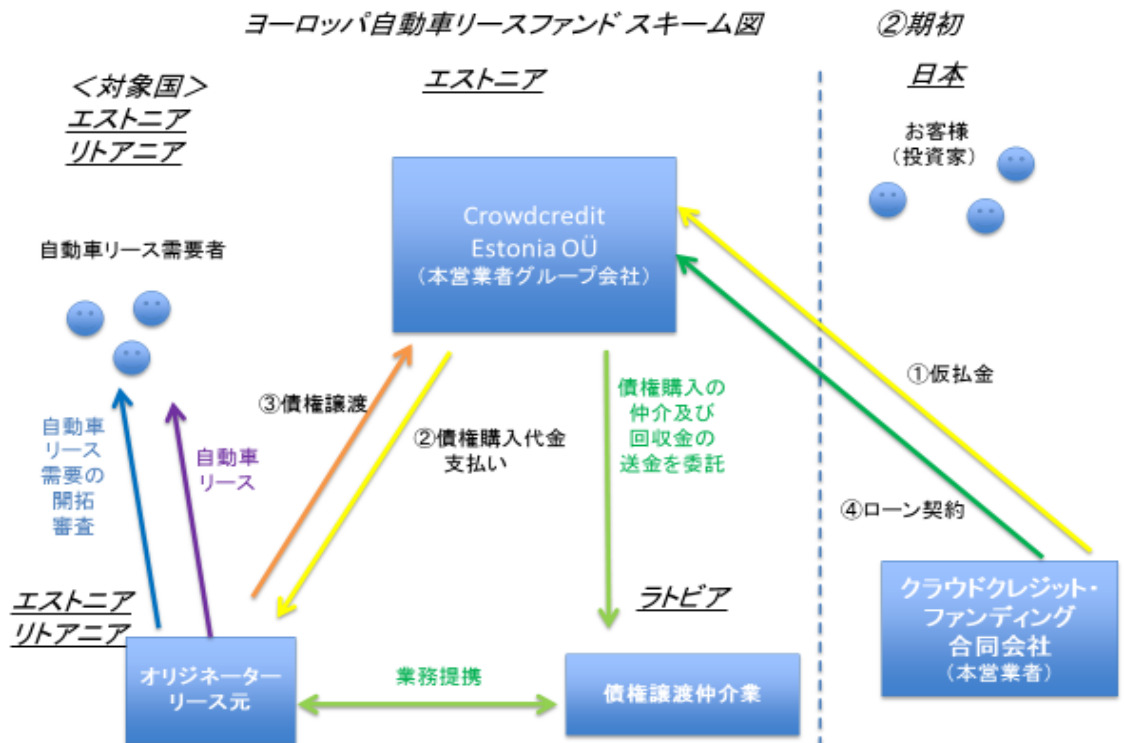 ヨーロッパ自動車リースファンド スキーム図
②期初
＜対象国＞
エストニア
リトアニア
エストニア
日本
お客様
（投資家）
Crowdcredit
Estonia OÜ
（本営業者グループ会社）
自動車リース需要者
①仮払金
③債権譲渡
②債権購入代金
支払い
債権購入の
仲介及び
回収金の
送金を委託
自動車
リース
需要の
開拓
審査
自動車
リース
④ローン契約
エストニア
リトアニア
ラトビア
クラウドクレジット・
ファンディング
合同会社
（本営業者）
オリジネーター
リース元
業務提携
債権譲渡仲介業